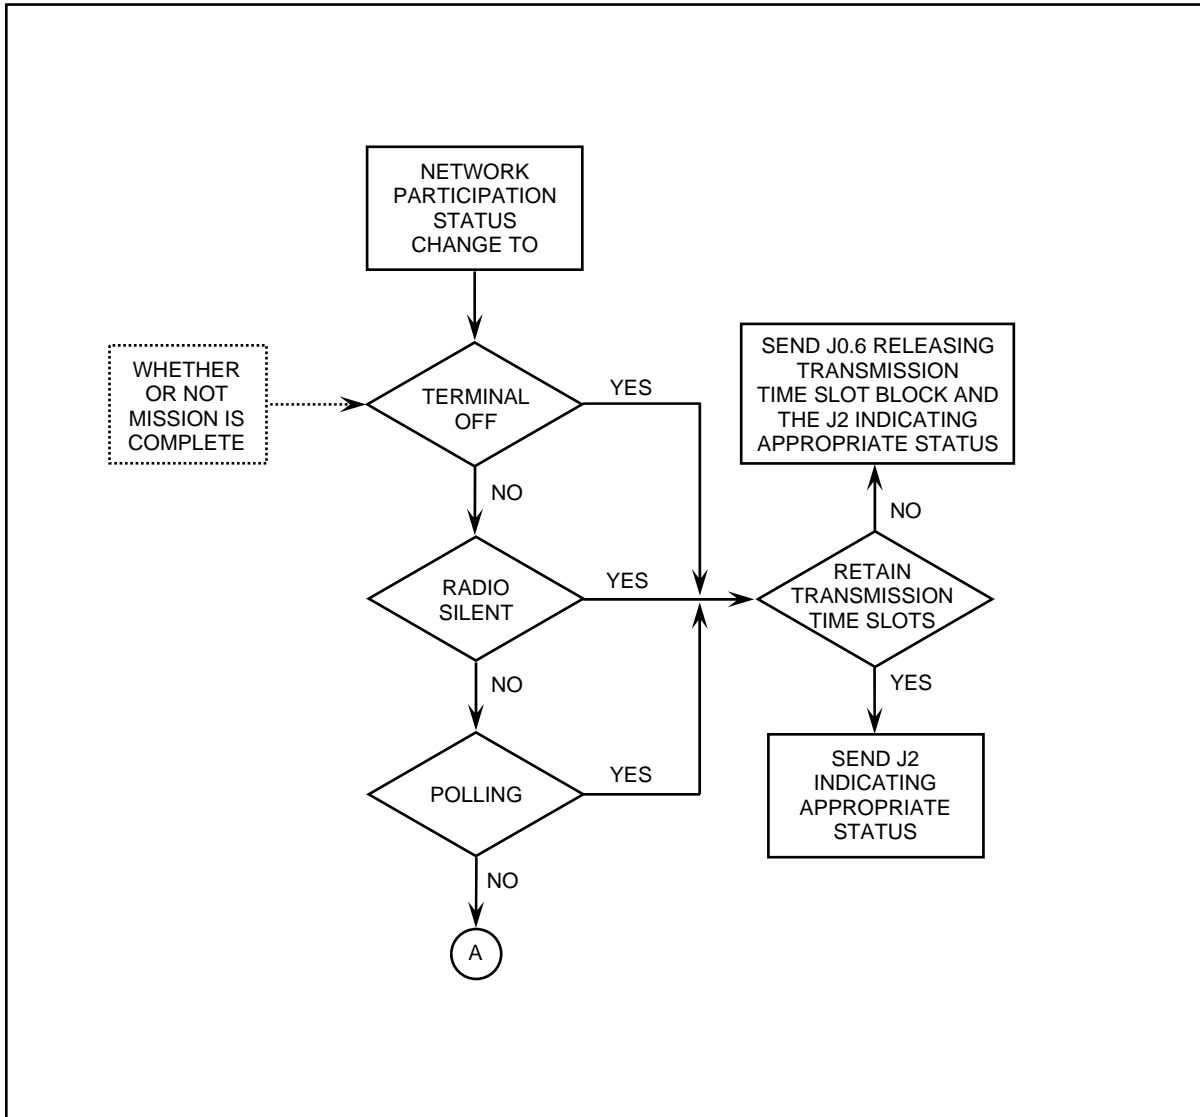 NETWORK
PARTICIPATION
STATUS
CHANGE TO
WHETHER
OR NOT
MISSION IS
COMPLETE
TERMINAL
OFF
YES
SEND J0.6 RELEASING
TRANSMISSION
TIME SLOT BLOCK AND
THE J2 INDICATING
APPROPRIATE STATUS
NO
NO
RADIO
SILENT
YES
RETAIN
TRANSMISSION
TIME SLOTS
NO
YES
POLLING
YES
SEND J2
INDICATING
APPROPRIATE
STATUS
NO
A